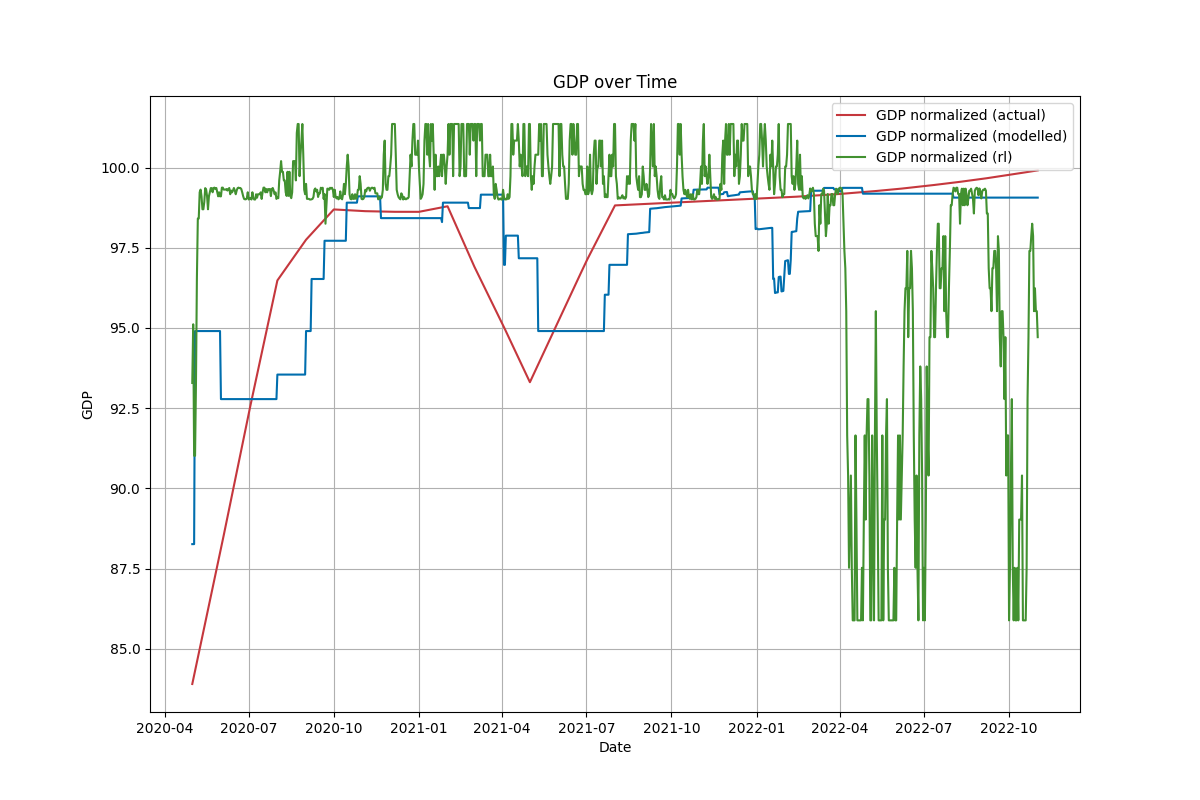 GDP over Time
GDP normalized (actual)
GDP normalized (modelled)
GDP normalized (rl)
100.0
97.5
95.0
92.5
90.0
87.5
85.0
GDP
2020-04 2020-07 2020-10 2021-01 2021-04 2021-07 2021-10 2022-01 2022-04 2022-07 2022-10
Date